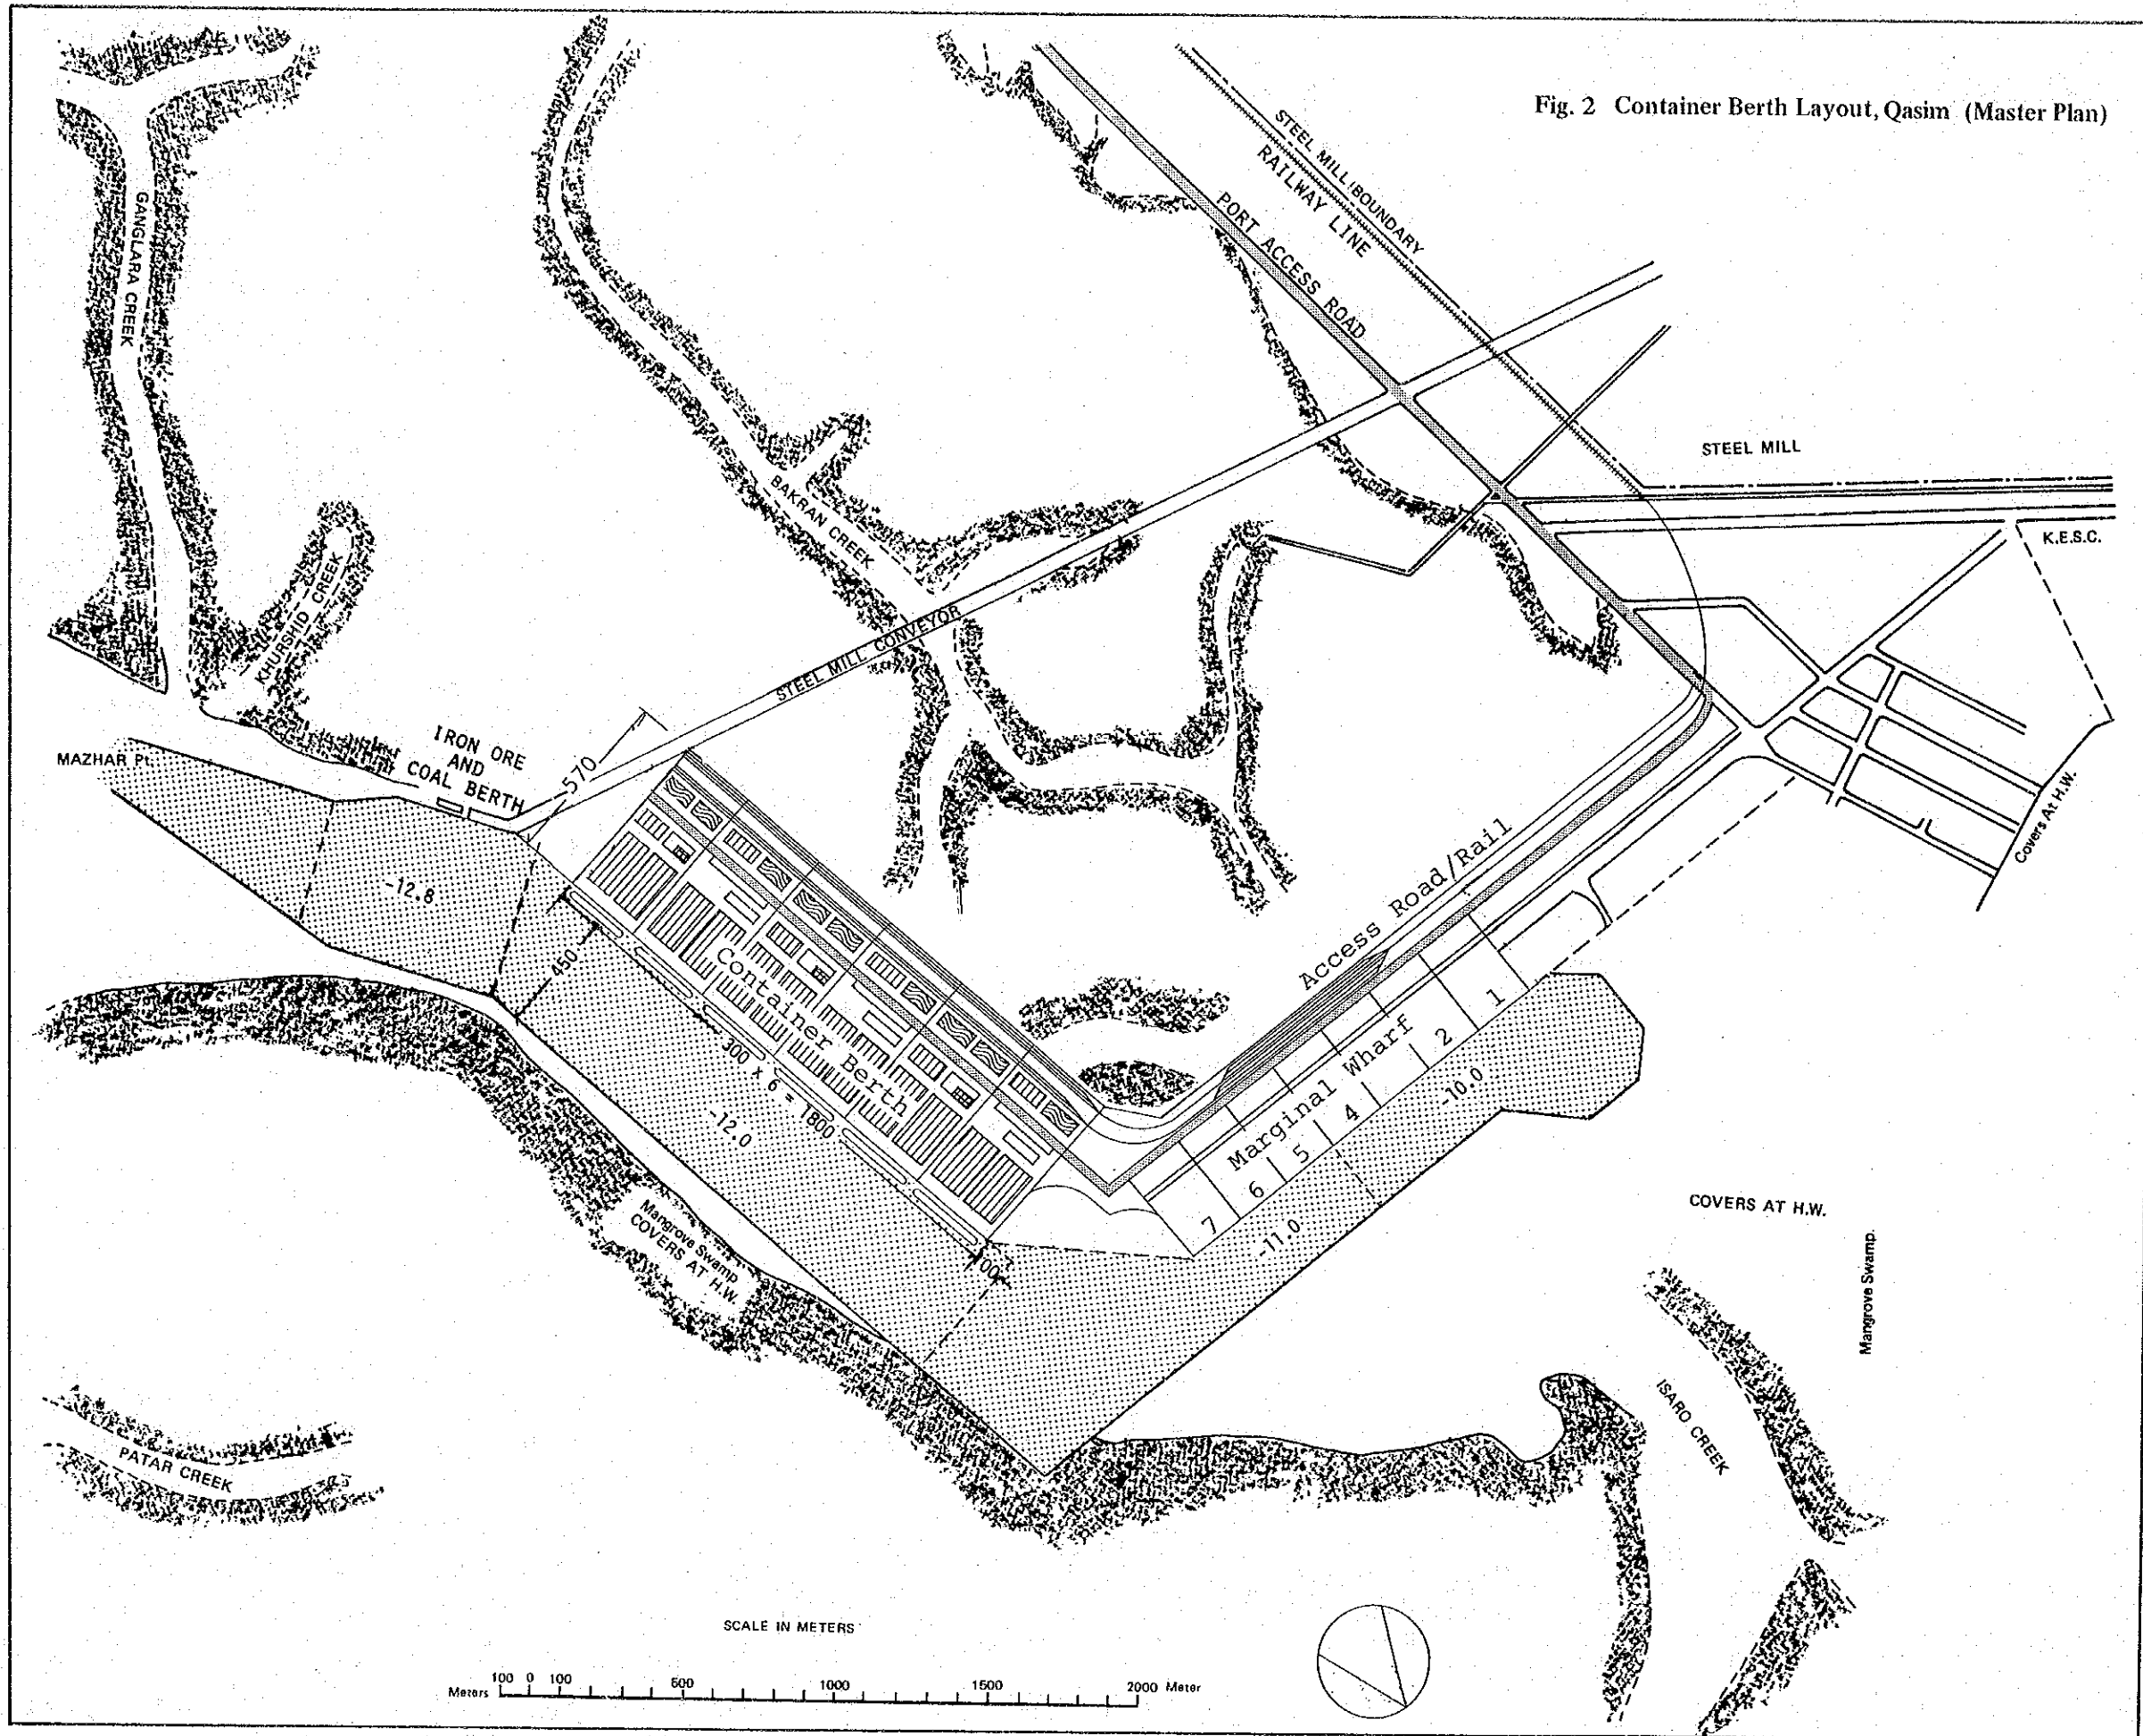 Fig. 2 Container Berth Layout, Qasim (Master Plan)
STEEL MILL BOUNDARY
RAILWAY LINE
PORT ACCESS ROAD
GANGLARA CREEK
STEEL MILL
K.E.S.C.
BAKRAN CREEK
KHURSHID CREEK
STEEL MILL CONVEYOR
IRON ORE
AND
COAL BERTH
MAZHAR Pt.
570
-12.8
450
Covers At H.W.
Access Road/Rail
Container Berth
300 x 6 = 1800
-12.0
Marginal Wharf
1
2
4
5
6
7
-10.0
-11.0
100
Mangrove Swamp
COVERS AT H.W.
COVERS AT H.W.
Mangrove Swamp.
ISARO CREEK
PATAR CREEK
SCALE IN METERS
Meters 100 0 100 500 1000 1500 2000 Meter